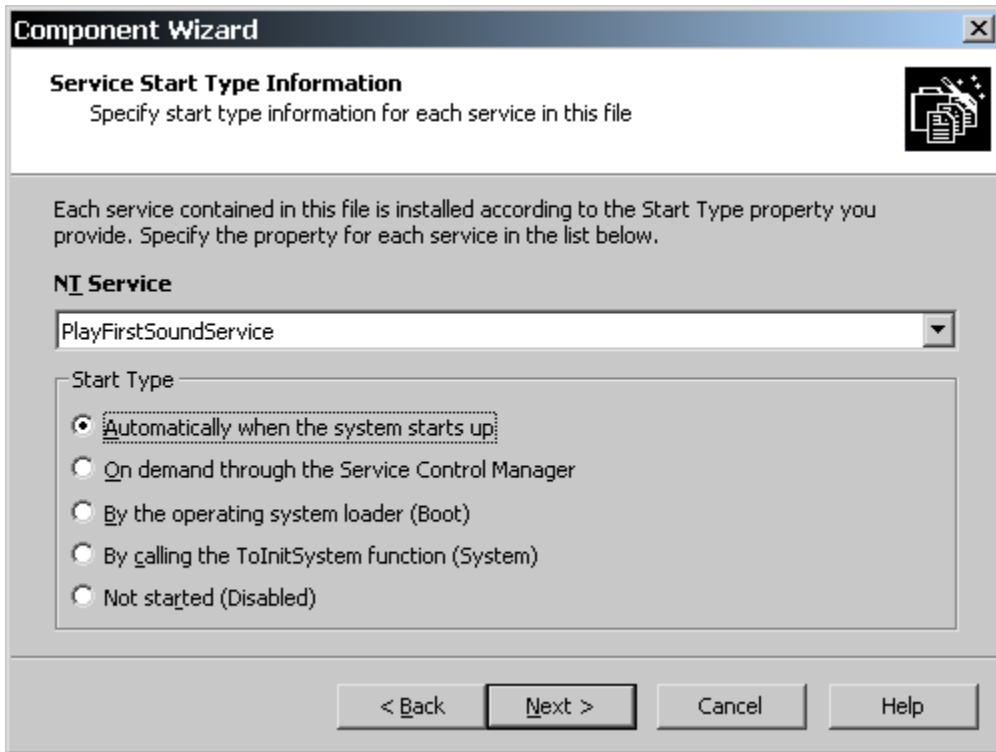 Component Wizard
Service Start Type Information
Specify start type information for each service in this file
Each service contained in this file is installed according to the Start Type property you
provide. Specify the property for each service in the list below.
NT Service
PlayFirstSoundService
Start Type
Automatically when the system starts up
On demand through the Service Control Manager
By the operating system loader (Boot)
By calling the ToInitSystem function (System)
Not started (Disabled)
< Back Next > Cancel Help